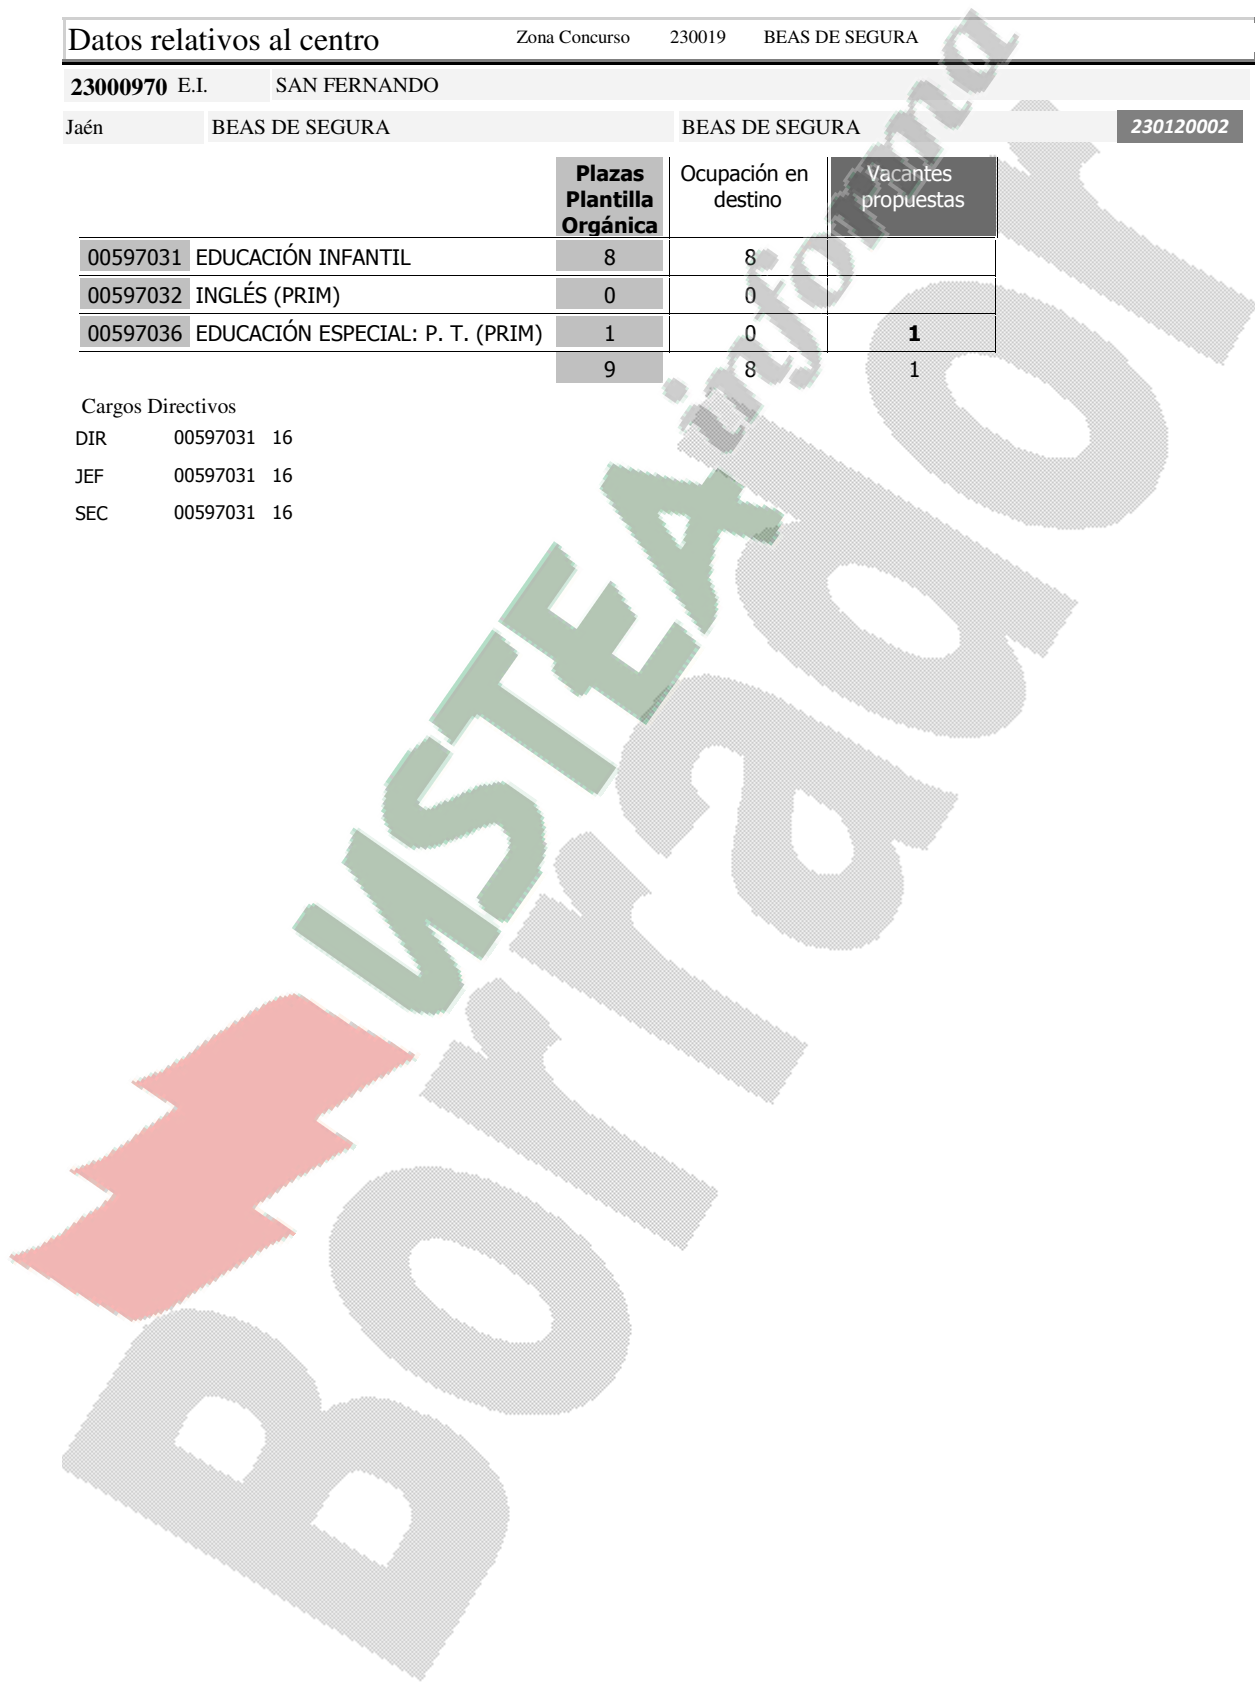 Datos relativos al centro Zona Concurso 230019 BEAS DE SEGURA
23000970 E.I. SAN FERNANDO
Jaén BEAS DE SEGURA BEAS DE SEGURA 230120002
Plazas Plantilla Orgánica Ocupación en destino Vacantes propuestas
00597031 EDUCACIÓN INFANTIL 8 8
00597032 INGLÉS (PRIM) 0 0
00597036 EDUCACIÓN ESPECIAL: P. T. (PRIM) 1 0 1
9 8 1
Cargos Directivos
DIR 00597031 16
JEF 00597031 16
SEC 00597031 16
USTEA informa
Borrador